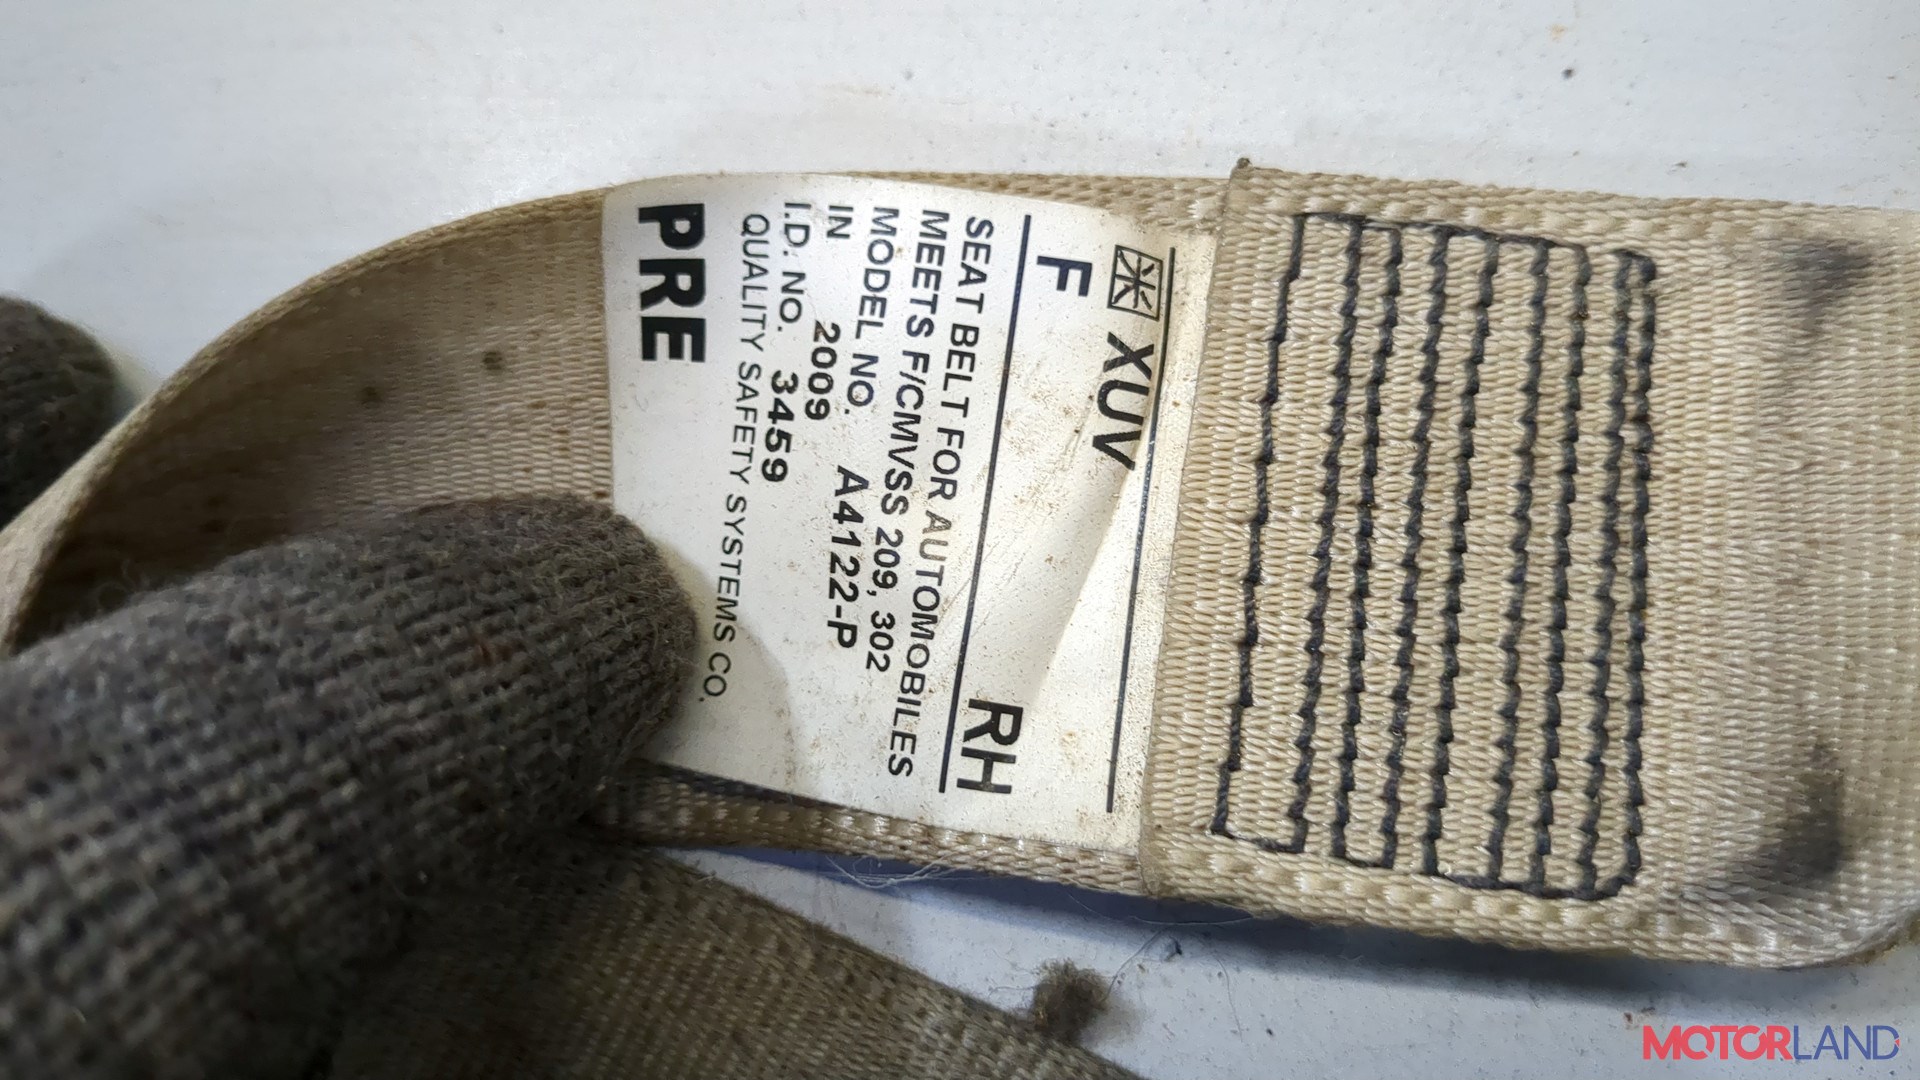 米 XUV
F RH
SEAT BELT FOR AUTOMOBILES
MEETS F/CMVSS 209, 302
MODEL NO. A4122-P
IN 2009
I.D. NO. 3459
QUALITY SAFETY SYSTEMS CO.
PRE
MOTORLAND